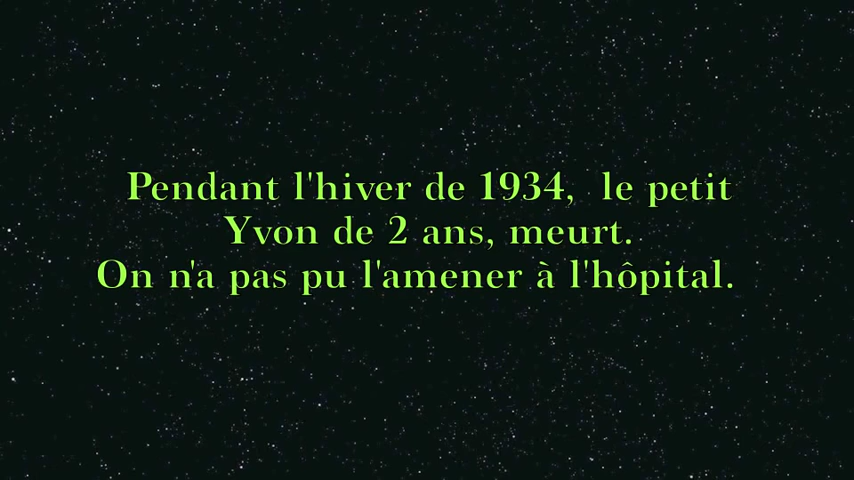 Pendant l'hiver de 1934,  le petit
Yvon de 2 ans, meurt.
On n'a pas pu l'amener à l'hôpital.